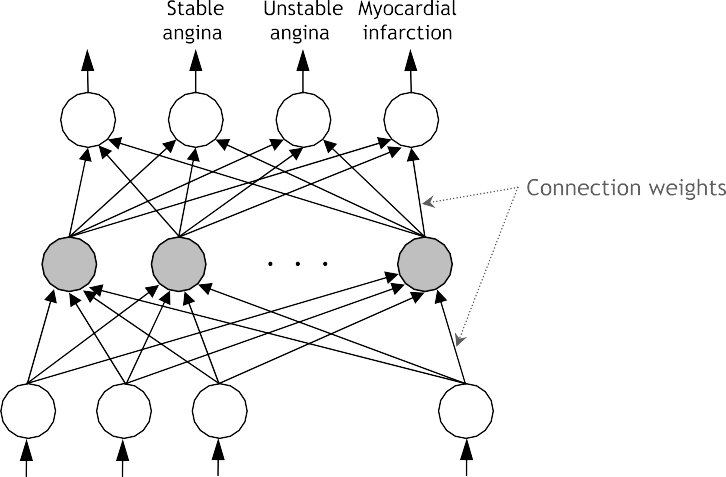 Stable Unstable Myocardial
angina angina infarction
Connection weights